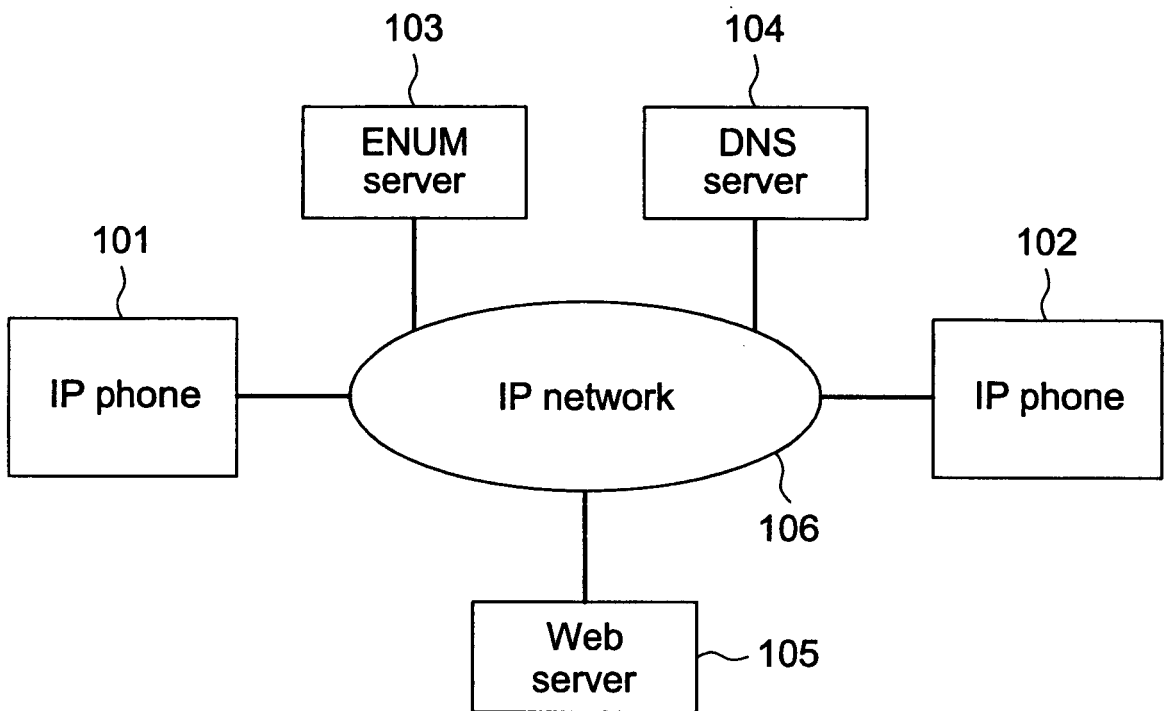 103
104
ENUM
server
DNS
server
101
102
IP phone
IP network
IP phone
106
Web
server
105